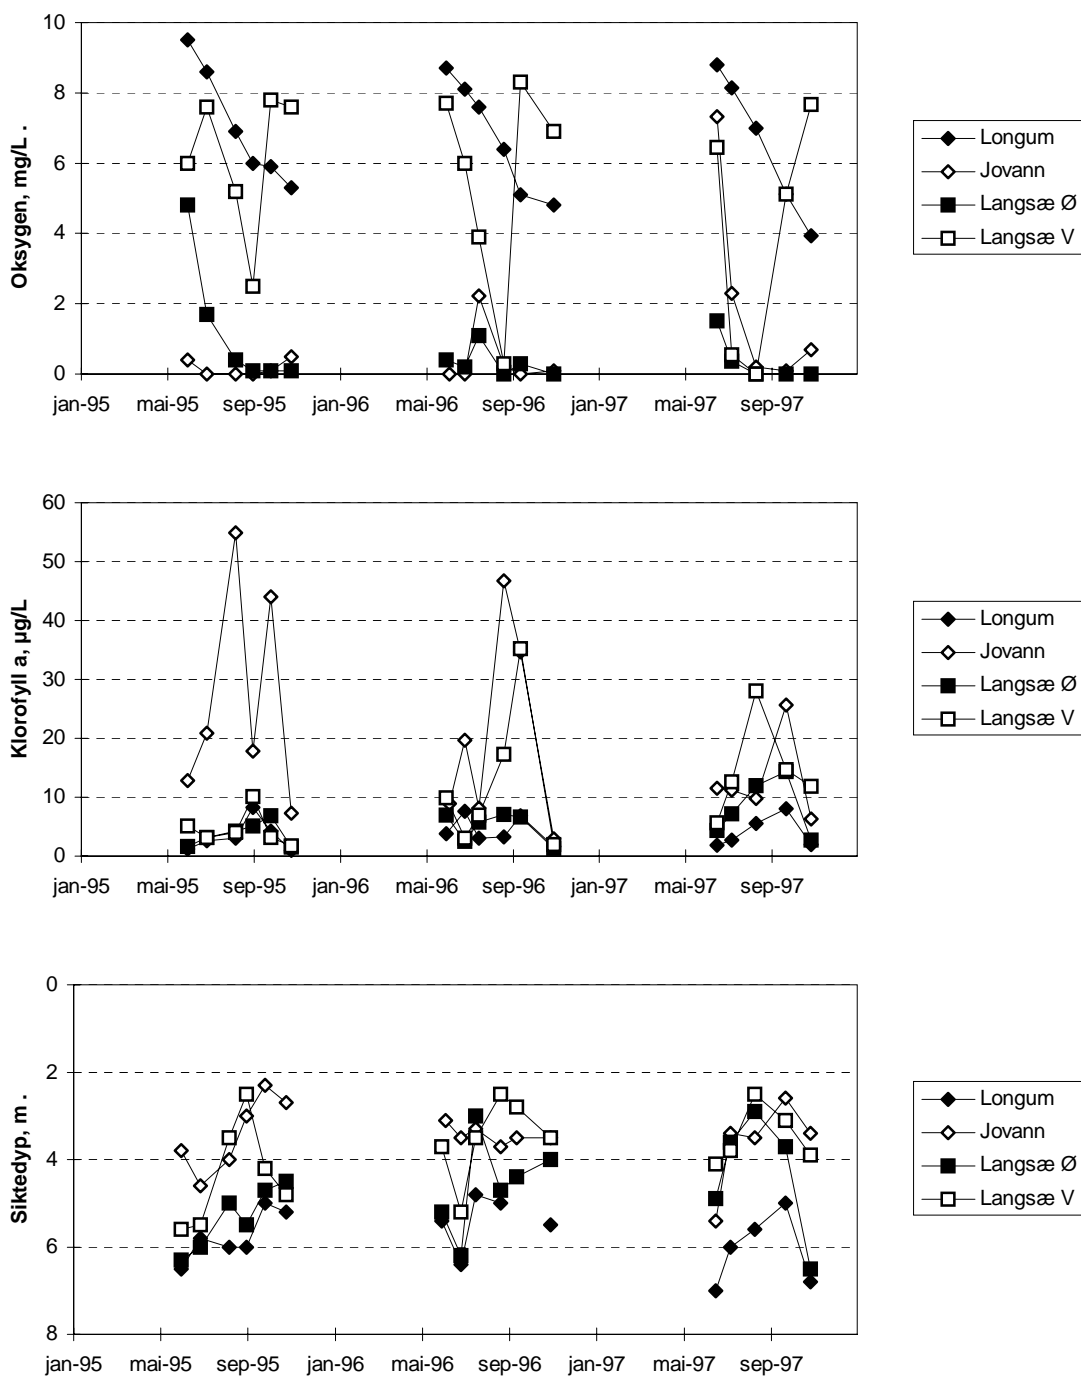 Oksygen, mg/L .
10
8
6
4
2
0
jan-95 mai-95 sep-95 jan-96 mai-96 sep-96 jan-97 mai-97 sep-97
Longum
Jovann
Langsæ Ø
Langsæ V
Klorofyll a, µg/L
60
50
40
30
20
10
0
jan-95 mai-95 sep-95 jan-96 mai-96 sep-96 jan-97 mai-97 sep-97
Longum
Jovann
Langsæ Ø
Langsæ V
Siktedyp, m .
0
2
4
6
8
jan-95 mai-95 sep-95 jan-96 mai-96 sep-96 jan-97 mai-97 sep-97
Longum
Jovann
Langsæ Ø
Langsæ V